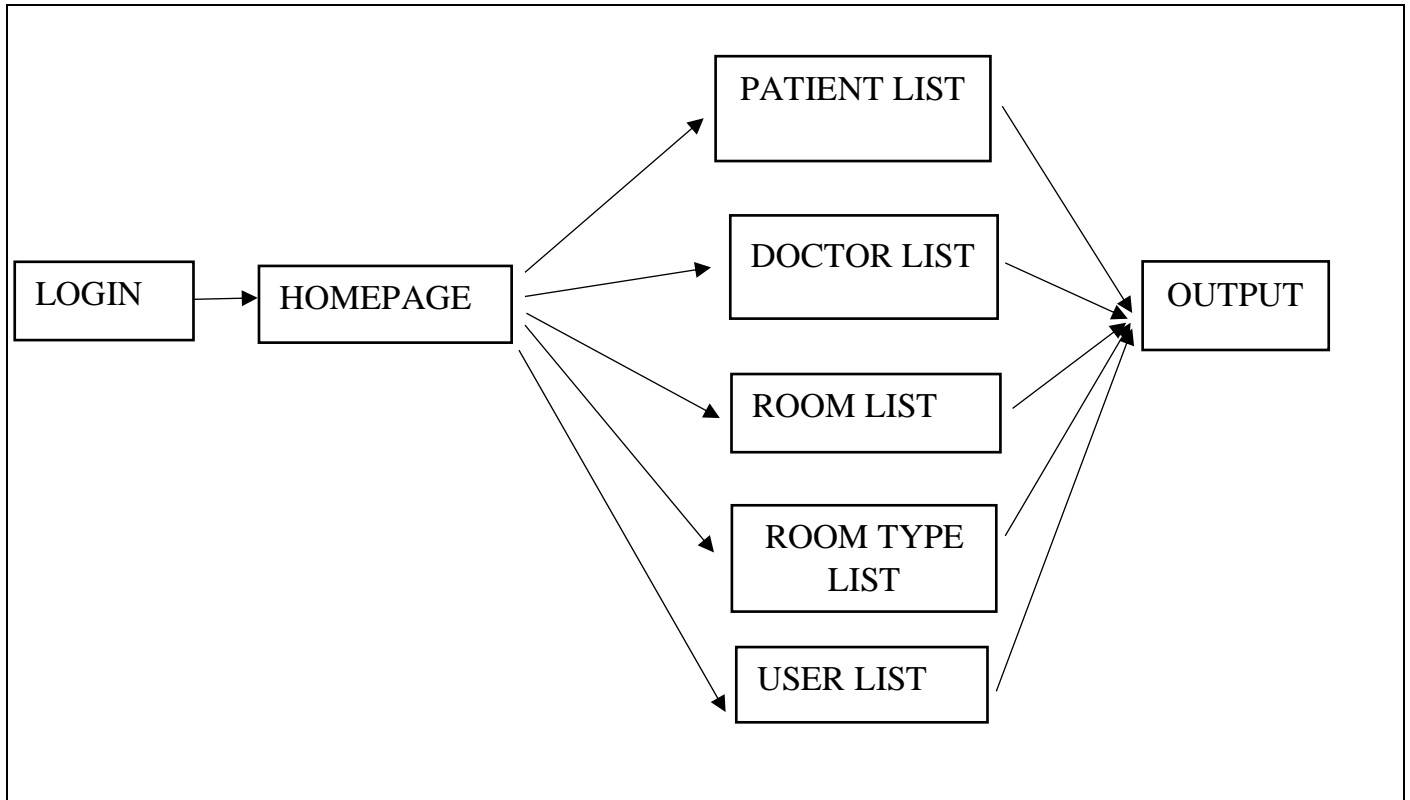 LOGIN
HOMEPAGE
PATIENT LIST
DOCTOR LIST
ROOM LIST
ROOM TYPE
LIST
USER LIST
OUTPUT